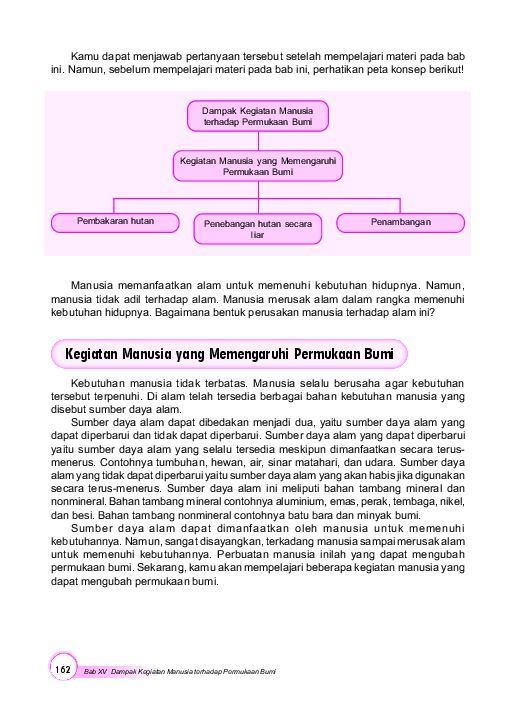 Kamu dapat menjawab pertanyaan tersebut setelah mempelajari materi pada bab
ini. Namun, sebelum mempelajari materi pada bab ini, perhatikan peta konsep berikut!
Dampak Kegiatan Manusia
terhadap Permukaan Bumi
Kegiatan Manusia yang Memengaruhi
Permukaan Bumi
Pembakaran hutan
Penebangan hutan secara
liar
Penambangan
Manusia memanfaatkan alam untuk memenuhi kebutuhan hidupnya. Namun,
manusia tidak adil terhadap alam. Manusia merusak alam dalam rangka memenuhi
kebutuhan hidupnya. Bagaimana bentuk perusakan manusia terhadap alam ini?
Kegiatan Manusia yang Memengaruhi Permukaan Bumi
Kebutuhan manusia tidak terbatas. Manusia selalu berusaha agar kebutuhan
tersebut terpenuhi. Di alam telah tersedia berbagai bahan kebutuhan manusia yang
disebut sumber daya alam.
Sumber daya alam dapat dibedakan menjadi dua, yaitu sumber daya alam yang
dapat diperbarui dan tidak dapat diperbarui. Sumber daya alam yang dapat diperbarui
yaitu sumber daya alam yang selalu tersedia meskipun dimanfaatkan secara terus-
menerus. Contohnya tumbuhan, hewan, air, sinar matahari, dan udara. Sumber daya
alam yang tidak dapat diperbarui yaitu sumber daya alam yang akan habis jika digunakan
secara terus-menerus. Sumber daya alam ini meliputi bahan tambang mineral dan
nonmineral. Bahan tambang mineral contohnya aluminium, emas, perak, tembaga, nikel,
dan besi. Bahan tambang nonmineral contohnya batu bara dan minyak bumi.
Sumber daya alam dapat dimanfaatkan oleh manusia untuk memenuhi
kebutuhannya. Namun, sangat disayangkan, terkadang manusia sampai merusak alam
untuk memenuhi kebutuhannya. Perbuatan manusia inilah yang dapat mengubah
permukaan bumi. Sekarang, kamu akan mempelajari beberapa kegiatan manusia yang
dapat mengubah permukaan bumi.
162 Bab XV Dampak Kegiatan Manusia terhadap Permukaan Bumi